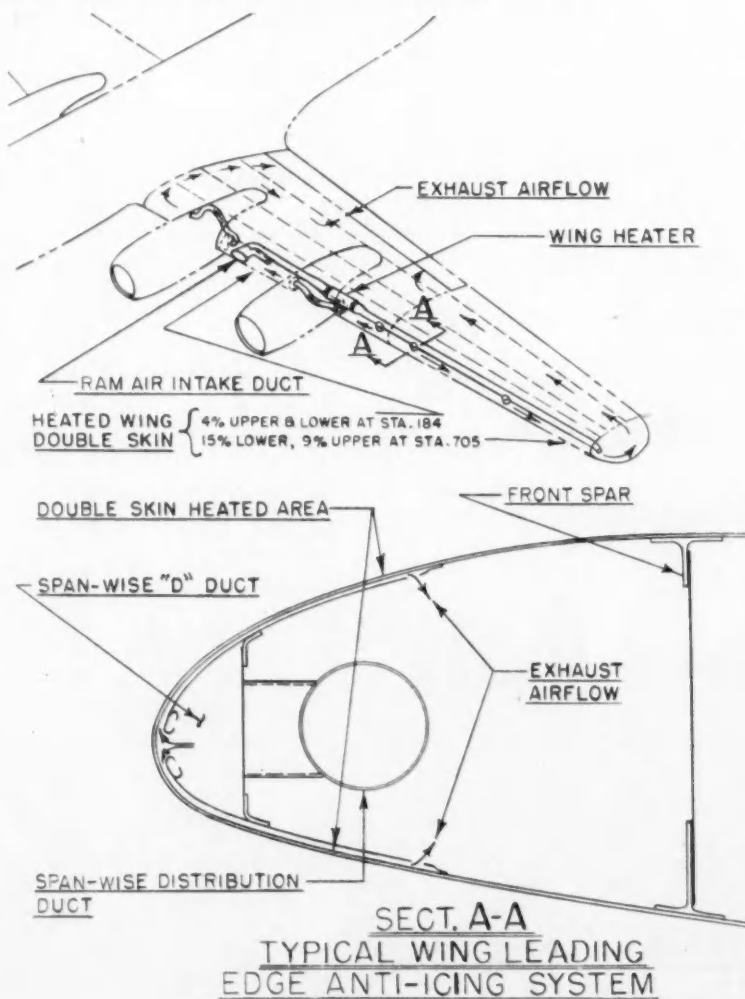 EXHAUST AIRFLOW
WING HEATER
A
A
RAM AIR INTAKE DUCT
HEATED WING
DOUBLE SKIN
4% UPPER & LOWER AT STA. 184
15% LOWER, 9% UPPER AT STA. 705
FRONT SPAR
DOUBLE SKIN HEATED AREA
SPAN-WISE "D" DUCT
EXHAUST
AIRFLOW
SPAN-WISE DISTRIBUTION
DUCT
SECT. A-A
TYPICAL WING LEADING
EDGE ANTI-ICING SYSTEM